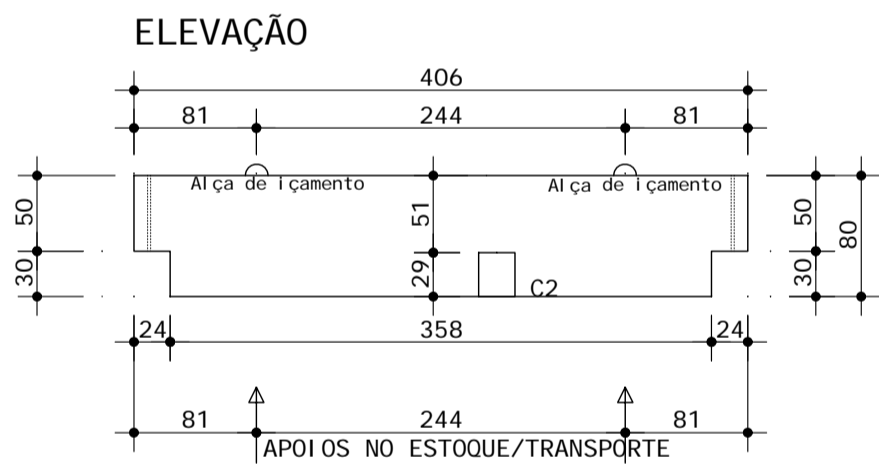 ELEVAÇÃO
406
81 244 81
Alça de içamento Alça de içamento
50 51 50 80
30 29 C2 30
24 358 24
81 244 81
APOIOS NO ESTOQUE/TRANSPORTE